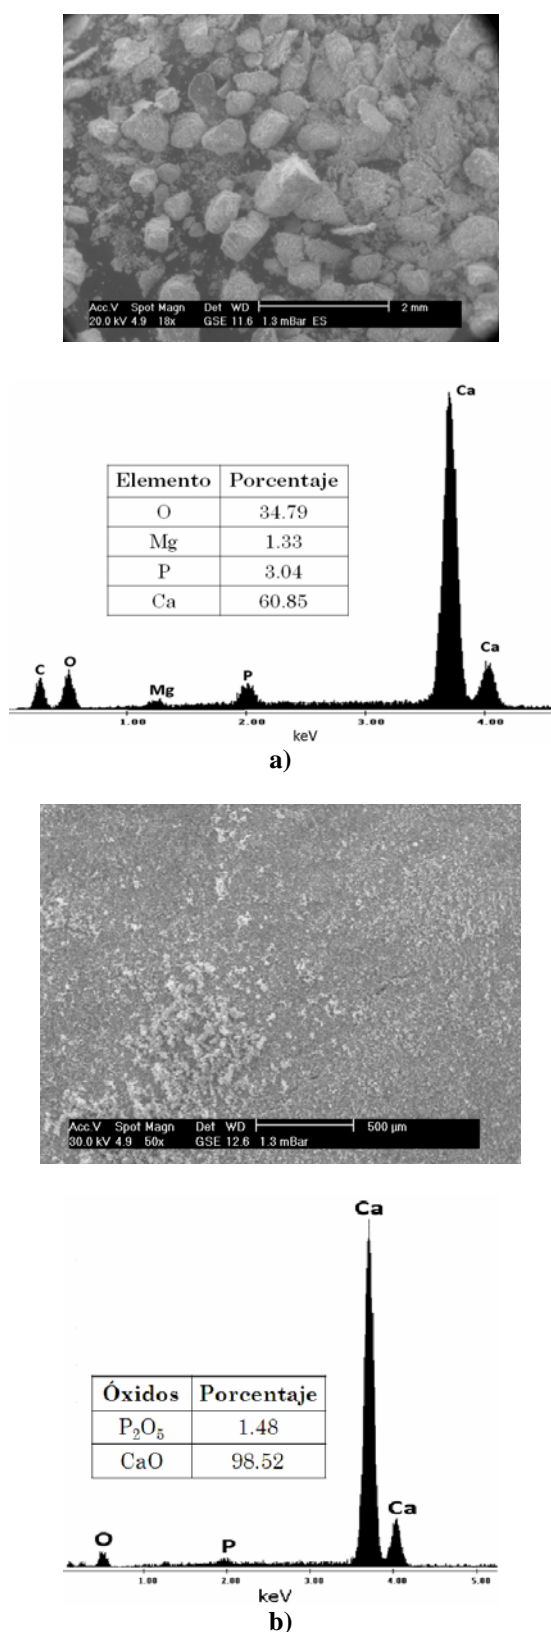 Acc.V Spot Magn Det WD 2 mm
20.0 kV 4.9 18x GSE 11.6 1.3 mBar ES
Ca
Elemento Porcentaje
O 34.79
Mg 1.33
P 3.04
Ca 60.85
C O Mg P Ca
1.00 2.00 3.00 4.00
keV
a)
Acc.V Spot Magn Det WD 500 µm
30.0 kV 4.9 50x GSE 12.6 1.3 mBar
Ca
Óxidos Porcentaje
P₂O₅ 1.48
CaO 98.52
O P Ca
1.00 2.00 3.00 4.00 5.00
keV
b)